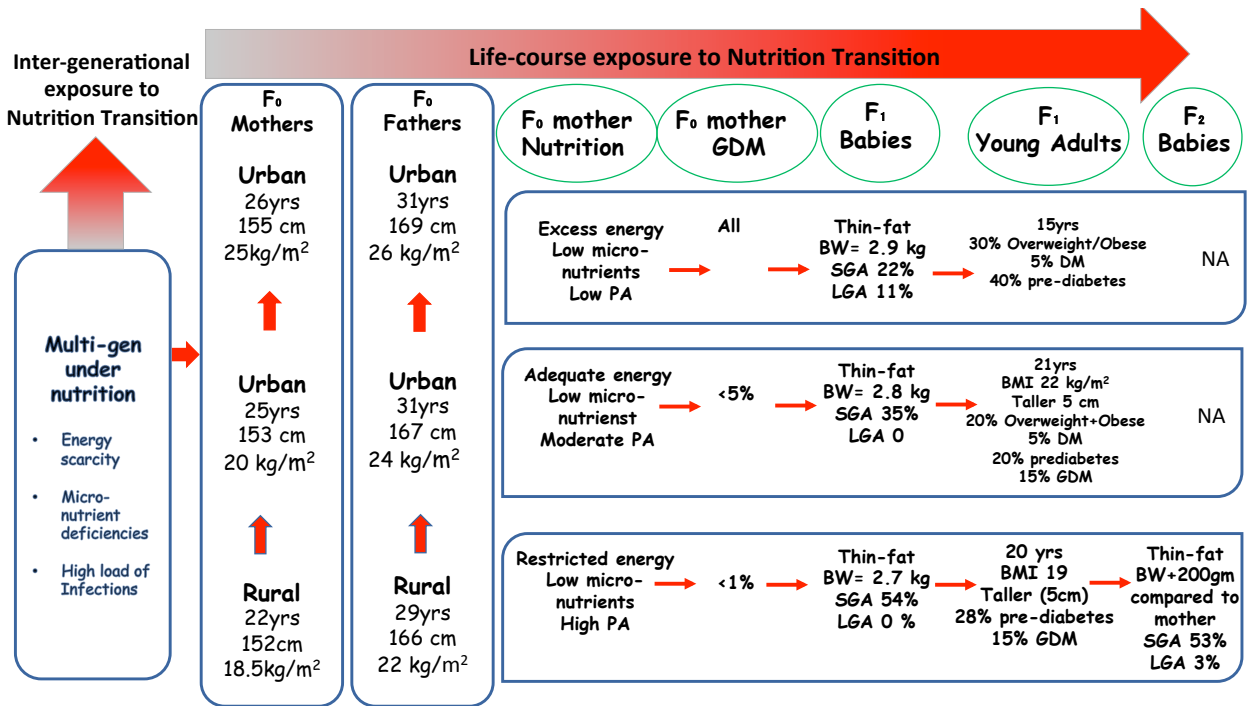 Inter-generational
exposure to
Nutrition Transition
Life-course exposure to Nutrition Transition
Multi-gen
under
nutrition
• Energy
scarcity
• Micro-
nutrient
deficiencies
• High load of
Infections
F₀
Mothers
Urban
26yrs
155 cm
25kg/m²
Urban
25yrs
153 cm
20 kg/m²
Rural
22yrs
152cm
18.5kg/m²
F₀
Fathers
Urban
31yrs
169 cm
26 kg/m²
Urban
31yrs
167 cm
24 kg/m²
Rural
29yrs
166 cm
22 kg/m²
F₀ mother
Nutrition
F₀ mother
GDM
F₁
Babies
F₁
Young Adults
F₂
Babies
Excess energy
Low micro-
nutrients
Low PA
All
Thin-fat
BW= 2.9 kg
SGA 22%
LGA 11%
15yrs
30% Overweight/Obese
5% DM
40% pre-diabetes
NA
Adequate energy
Low micro-
nutrienst
Moderate PA
<5%
Thin-fat
BW= 2.8 kg
SGA 35%
LGA 0
21yrs
BMI 22 kg/m²
Taller 5 cm
20% Overweight+Obese
5% DM
20% prediabetes
15% GDM
NA
Restricted energy
Low micro-
nutrients
High PA
<1%
Thin-fat
BW= 2.7 kg
SGA 54%
LGA 0 %
20 yrs
BMI 19
Taller (5cm)
28% pre-diabetes
15% GDM
Thin-fat
BW+200gm
compared to
mother
SGA 53%
LGA 3%